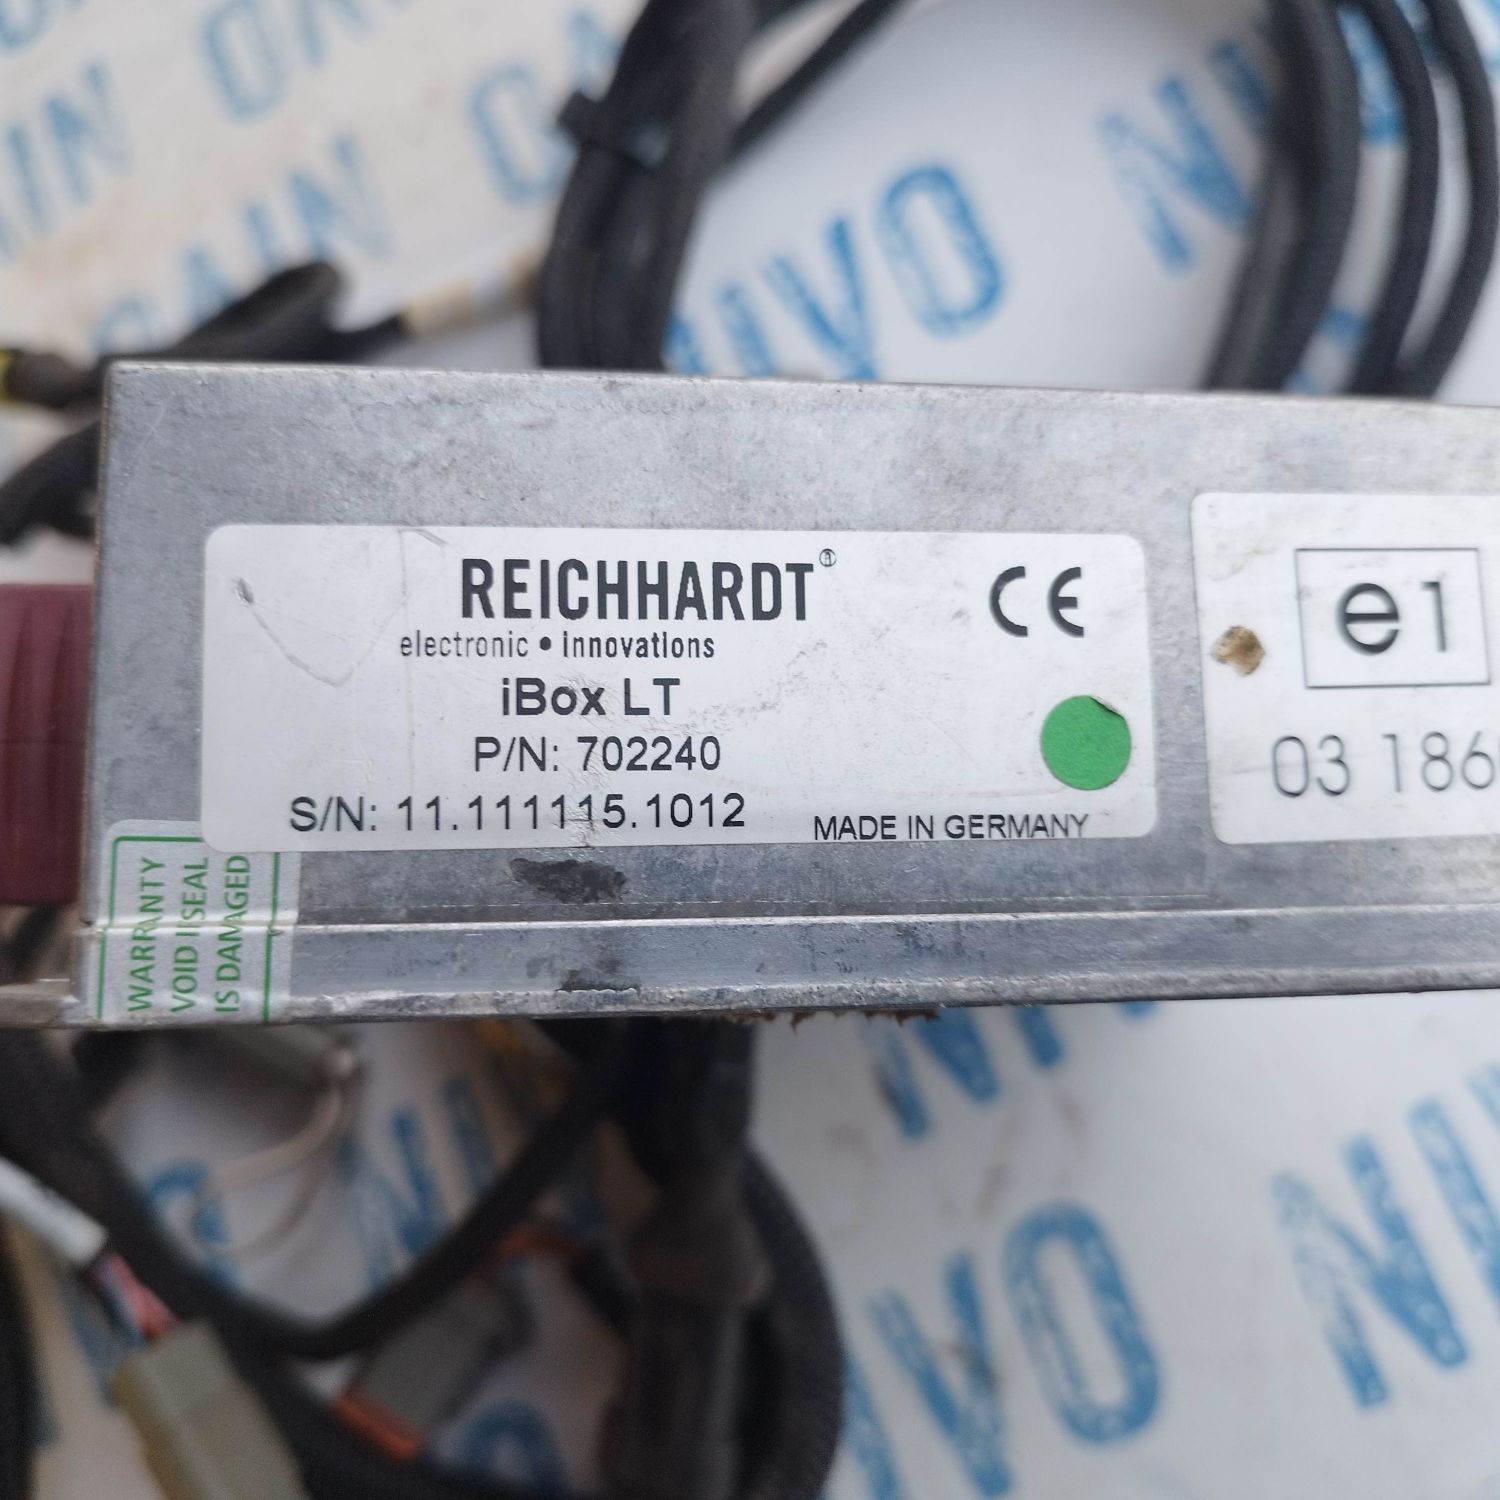 REICHHARDT®
electronic • Innovations
iBox LT
P/N: 702240
S/N: 11.111115.1012
MADE IN GERMANY
CE
e1
03 186
WARRANTY
VOID IF SEAL
IS DAMAGED